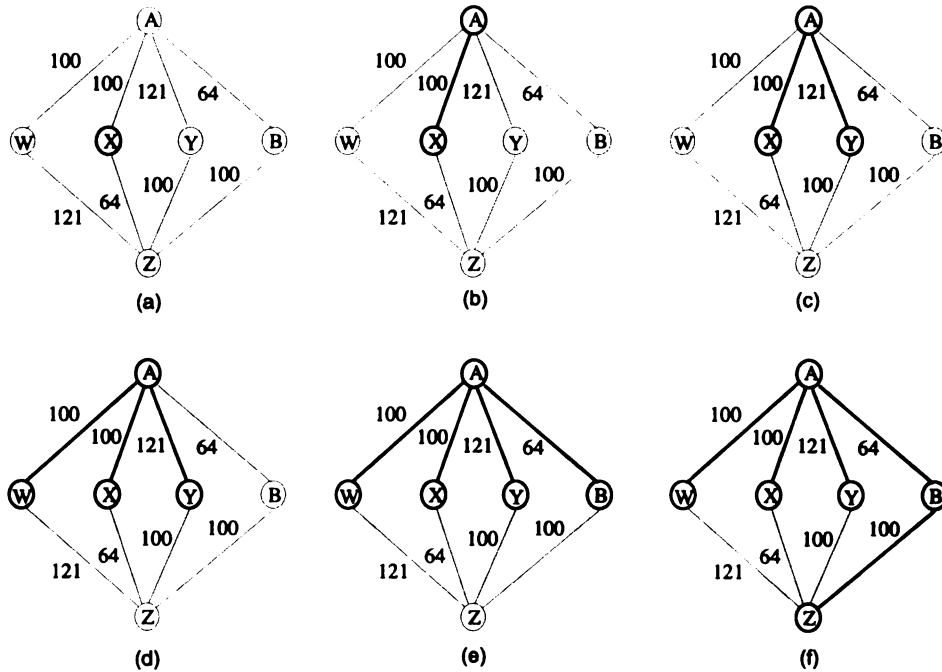 A A A
100 100 121 64 100 100 121 64 100 100 121 64
W X Y B W X Y B W X Y B
121 64 100 100 121 64 100 100 121 64 100 100
Z Z Z
(a) (b) (c)
A A A
100 100 121 64 100 100 121 64 100 100 121 64
W X Y B W X Y B W X Y B
121 64 100 100 121 64 100 100 121 64 100 100
Z Z Z
(d) (e) (f)